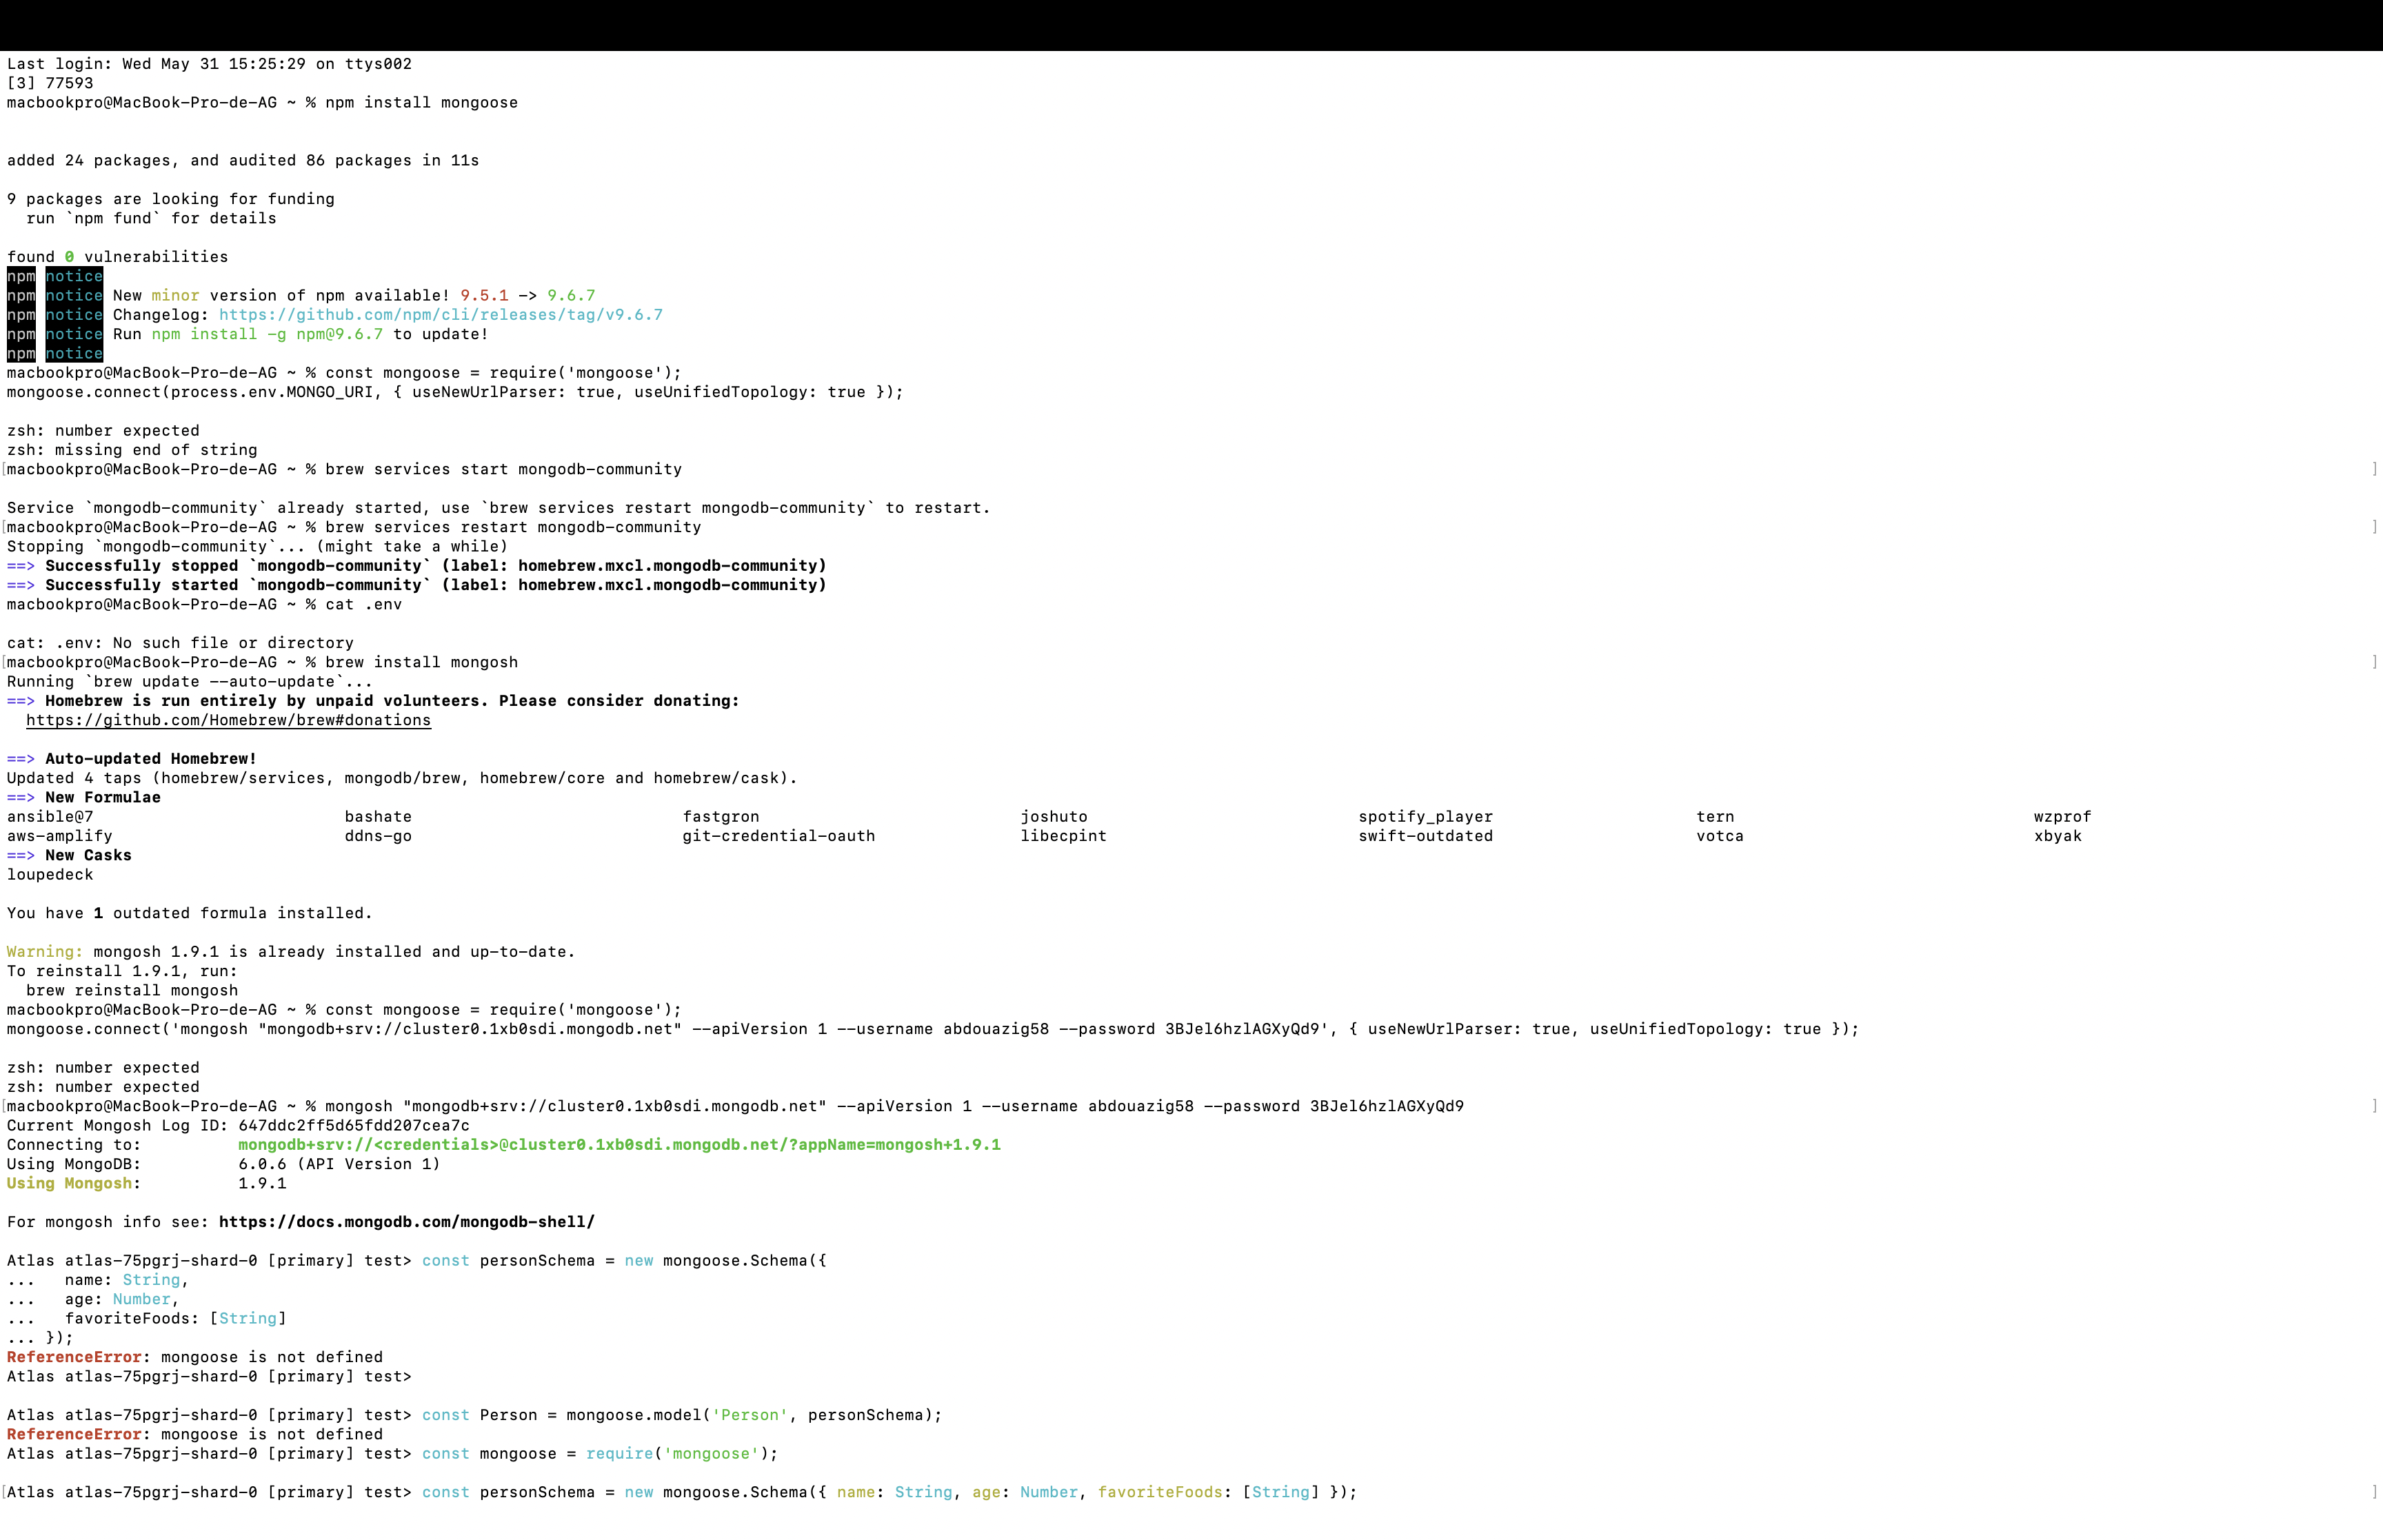 Last login: Wed May 31 15:25:29 on ttys002
[3] 77593
macbookpro@MacBook-Pro-de-AG ~ % npm install mongoose
added 24 packages, and audited 86 packages in 11s
9 packages are looking for funding
  run `npm fund` for details
found 0 vulnerabilities
npm notice
npm notice New minor version of npm available! 9.5.1 -> 9.6.7
npm notice Changelog: https://github.com/npm/cli/releases/tag/v9.6.7
npm notice Run npm install -g npm@9.6.7 to update!
npm notice
macbookpro@MacBook-Pro-de-AG ~ % const mongoose = require('mongoose');
mongoose.connect(process.env.MONGO_URI, { useNewUrlParser: true, useUnifiedTopology: true });
zsh: number expected
zsh: missing end of string
[macbookpro@MacBook-Pro-de-AG ~ % brew services start mongodb-community ]
Service `mongodb-community` already started, use `brew services restart mongodb-community` to restart.
[macbookpro@MacBook-Pro-de-AG ~ % brew services restart mongodb-community ]
Stopping `mongodb-community`... (might take a while)
==> Successfully stopped `mongodb-community` (label: homebrew.mxcl.mongodb-community)
==> Successfully started `mongodb-community` (label: homebrew.mxcl.mongodb-community)
macbookpro@MacBook-Pro-de-AG ~ % cat .env
cat: .env: No such file or directory
[macbookpro@MacBook-Pro-de-AG ~ % brew install mongosh ]
Running `brew update --auto-update`...
==> Homebrew is run entirely by unpaid volunteers. Please consider donating:
  https://github.com/Homebrew/brew#donations
==> Auto-updated Homebrew!
Updated 4 taps (homebrew/services, mongodb/brew, homebrew/core and homebrew/cask).
==> New Formulae
ansible@7 bashate fastgron joshuto spotify_player tern wzprof
aws-amplify ddns-go git-credential-oauth libecpint swift-outdated votca xbyak
==> New Casks
loupedeck
You have 1 outdated formula installed.
Warning: mongosh 1.9.1 is already installed and up-to-date.
To reinstall 1.9.1, run:
  brew reinstall mongosh
macbookpro@MacBook-Pro-de-AG ~ % const mongoose = require('mongoose');
mongoose.connect('mongosh "mongodb+srv://cluster0.1xb0sdi.mongodb.net" --apiVersion 1 --username abdouazig58 --password 3BJel6hzlAGXyQd9', { useNewUrlParser: true, useUnifiedTopology: true });
zsh: number expected
zsh: number expected
[macbookpro@MacBook-Pro-de-AG ~ % mongosh "mongodb+srv://cluster0.1xb0sdi.mongodb.net" --apiVersion 1 --username abdouazig58 --password 3BJel6hzlAGXyQd9 ]
Current Mongosh Log ID: 647ddc2ff5d65fdd207cea7c
Connecting to: mongodb+srv://<credentials>@cluster0.1xb0sdi.mongodb.net/?appName=mongosh+1.9.1
Using MongoDB: 6.0.6 (API Version 1)
Using Mongosh: 1.9.1
For mongosh info see: https://docs.mongodb.com/mongodb-shell/
Atlas atlas-75pgrj-shard-0 [primary] test> const personSchema = new mongoose.Schema({
...   name: String,
...   age: Number,
...   favoriteFoods: [String]
... });
ReferenceError: mongoose is not defined
Atlas atlas-75pgrj-shard-0 [primary] test>
Atlas atlas-75pgrj-shard-0 [primary] test> const Person = mongoose.model('Person', personSchema);
ReferenceError: mongoose is not defined
Atlas atlas-75pgrj-shard-0 [primary] test> const mongoose = require('mongoose');
[Atlas atlas-75pgrj-shard-0 [primary] test> const personSchema = new mongoose.Schema({ name: String, age: Number, favoriteFoods: [String] }); ]